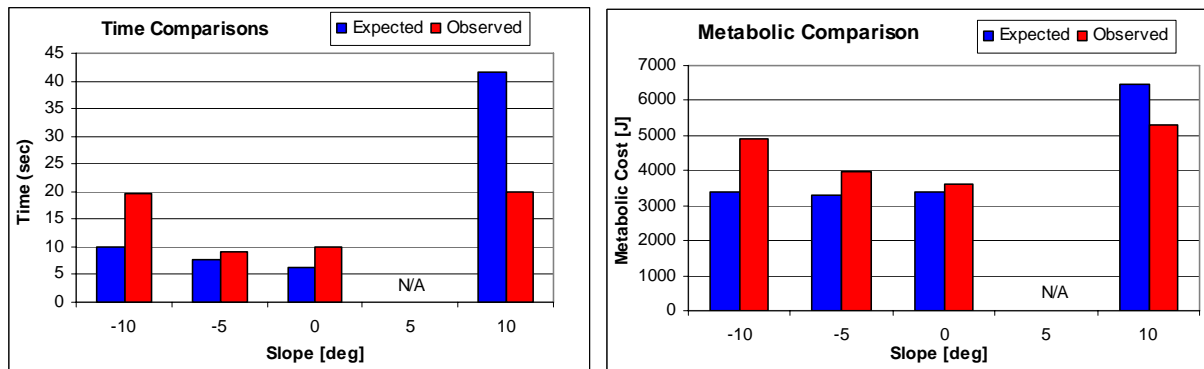 Time Comparisons
Expected Observed
Time (sec)
45
40
35
30
25
20
15
10
5
0
N/A
-10 -5 0 5 10
Slope [deg]
Metabolic Comparison
Expected Observed
Metabolic Cost [J]
7000
6000
5000
4000
3000
2000
1000
0
N/A
-10 -5 0 5 10
Slope [deg]